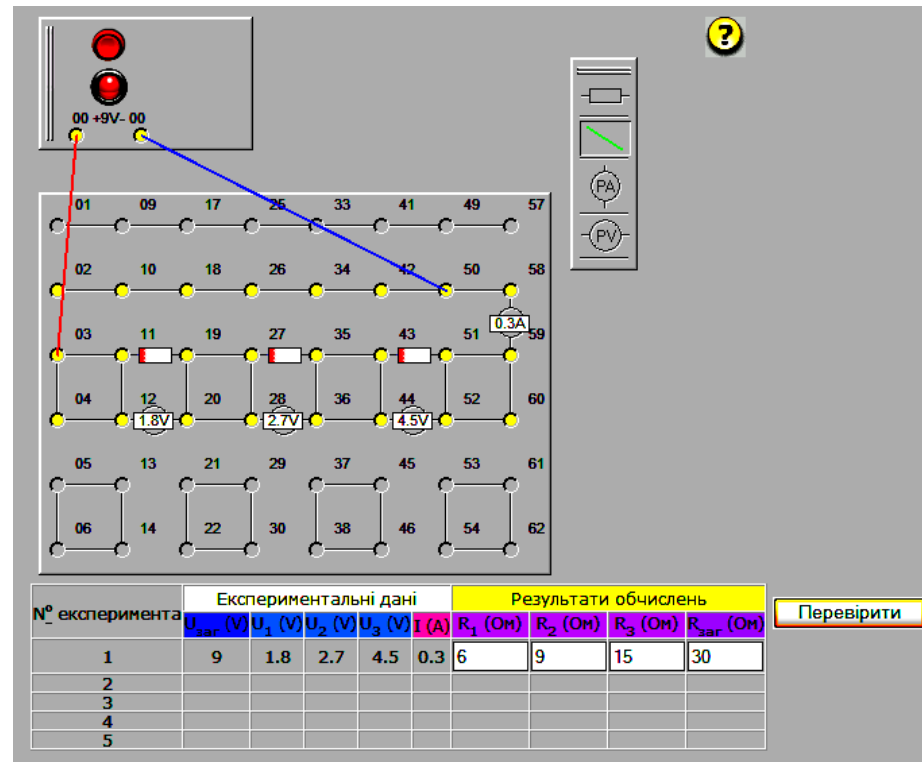 ?
00 +9V- 00
PA
PV
01 09 17 25 33 41 49 57
02 10 18 26 34 42 50 58
0.3A
03 11 19 27 35 43 51 59
04 12 20 28 36 44 52 60
1.8V 2.7V 4.5V
05 13 21 29 37 45 53 61
06 14 22 30 38 46 54 62
Експериментальні дані Результати обчислень
№ експеримента Uзаг (V) U1 (V) U2 (V) U3 (V) I (A) R1 (Ом) R2 (Ом) R3 (Ом) Rзаг (Ом) Перевірити
1 9 1.8 2.7 4.5 0.3 6 9 15 30
2
3
4
5